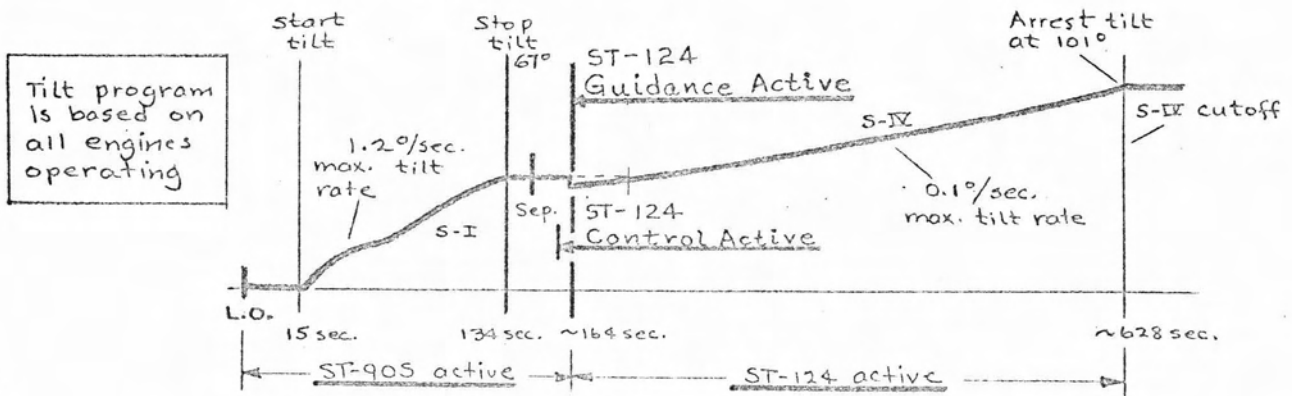 Tilt program
is based on
all engines
operating
Start
tilt
Stop
tilt
67°
ST-124
Guidance Active
Arrest tilt
at 101°
S-IV
S-IV cutoff
1.2°/sec.
max. tilt
rate
S-I
Sep.
ST-124
Control Active
0.1°/sec.
max. tilt rate
L.O.
15 sec.
134 sec.
~164 sec.
~628 sec.
ST-90S active
ST-124 active